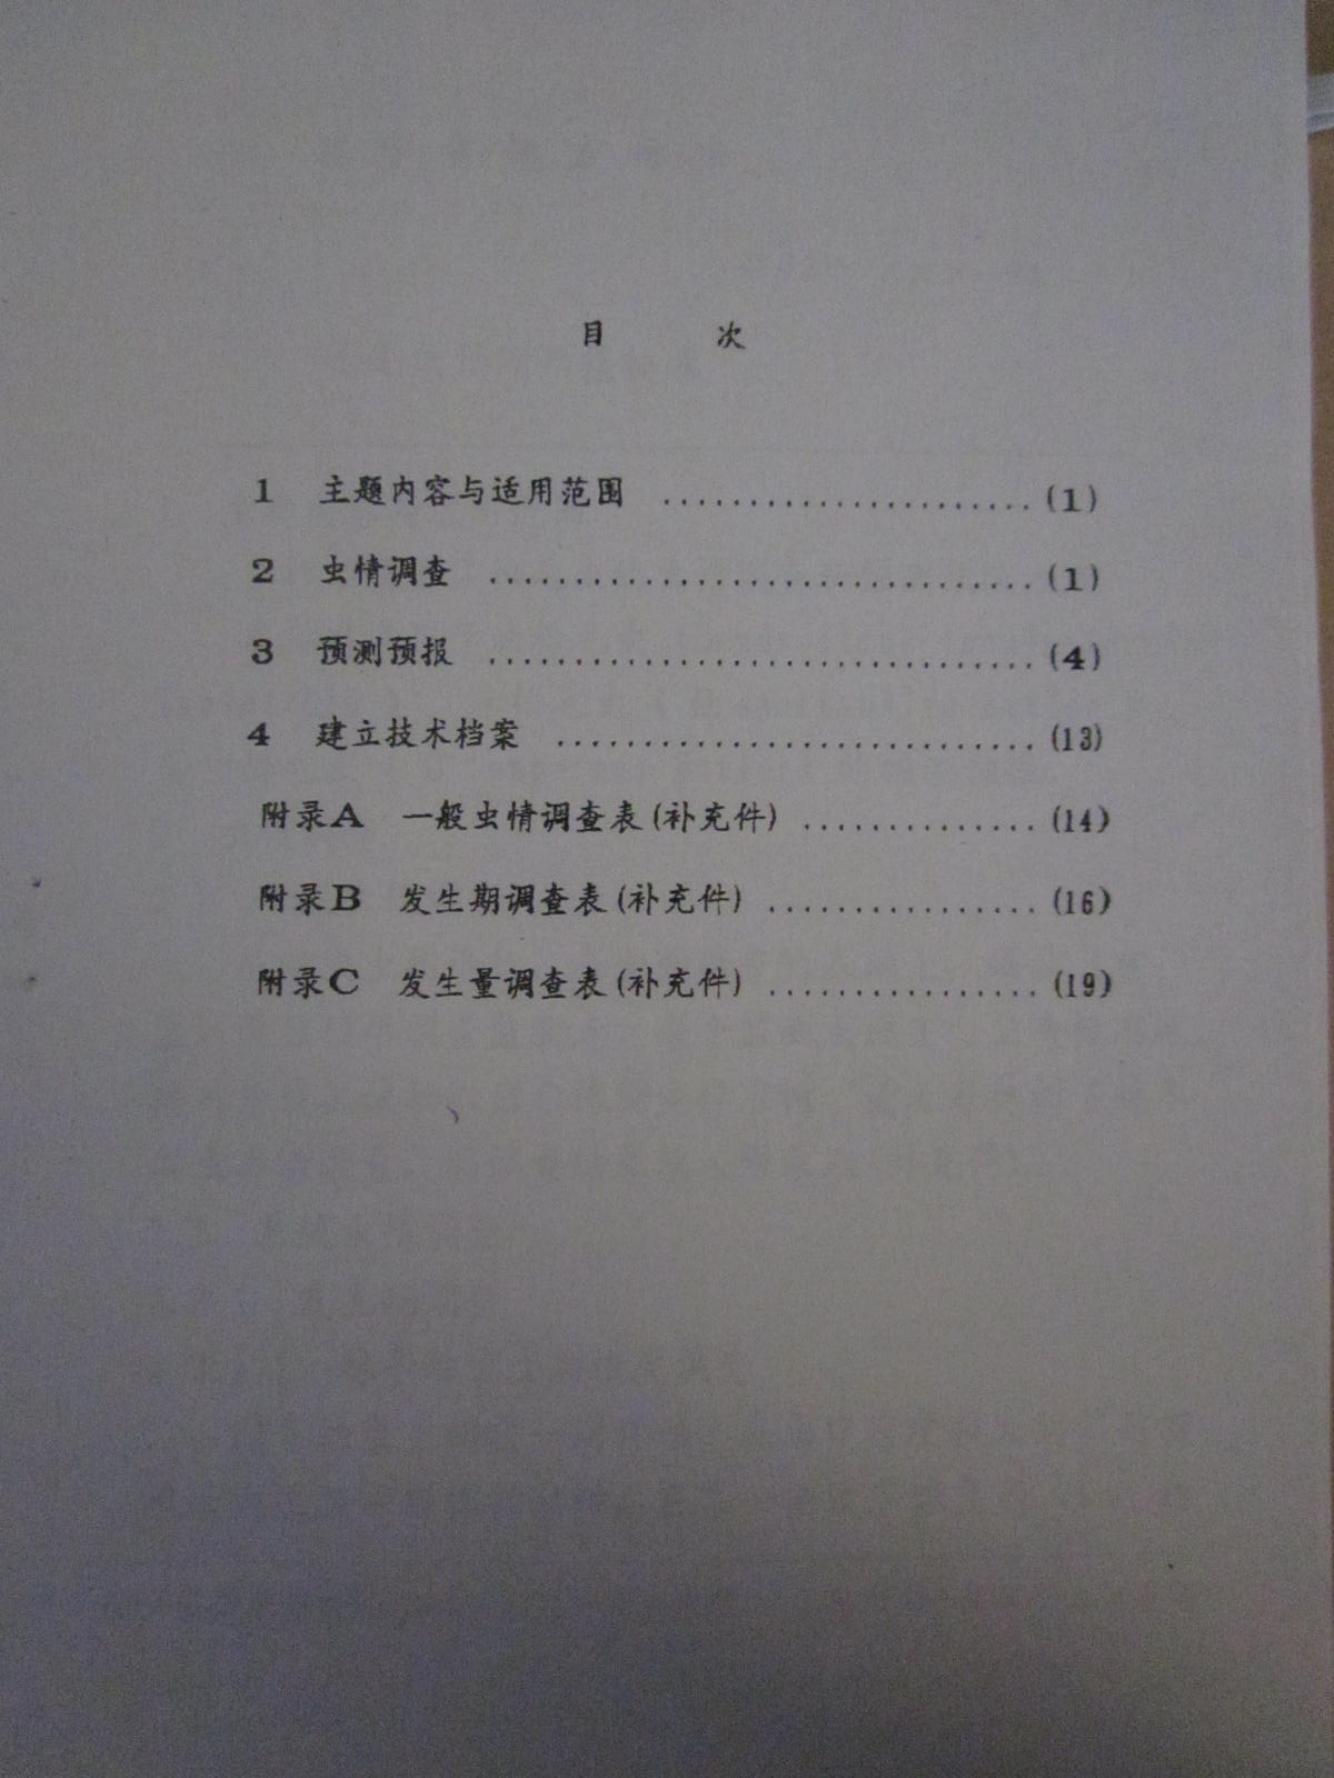 目 次
1 主题内容与适用范围 ......................(1)
2 虫情调查 ................................(1)
3 预测预报 ................................(4)
4 建立技术档案 ............................(13)
附录A 一般虫情调查表(补充件) ..............(14)
附录B 发生期调查表(补充件) ................(16)
附录C 发生量调查表(补充件) ................(19)